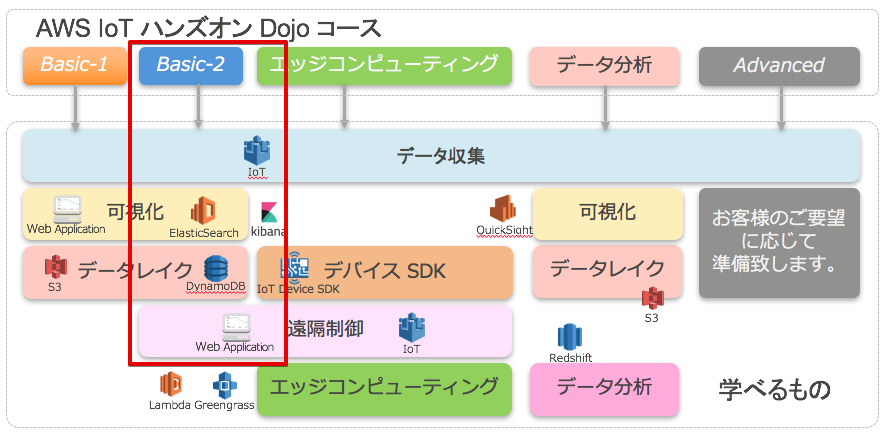 AWS IoT ハンズオン Dojo コース
Basic-1
Basic-2
エッジコンピューティング
データ分析
Advanced
データ収集
IoT
Web Application
可視化
ElasticSearch
kibana
QuickSight
可視化
お客様のご要望
に応じて
準備致します。
S3
データレイク
DynamoDB
IoT Device SDK
デバイス SDK
データレイク
S3
Web Application
遠隔制御
IoT
Redshift
Lambda
Greengrass
エッジコンピューティング
データ分析
学べるもの